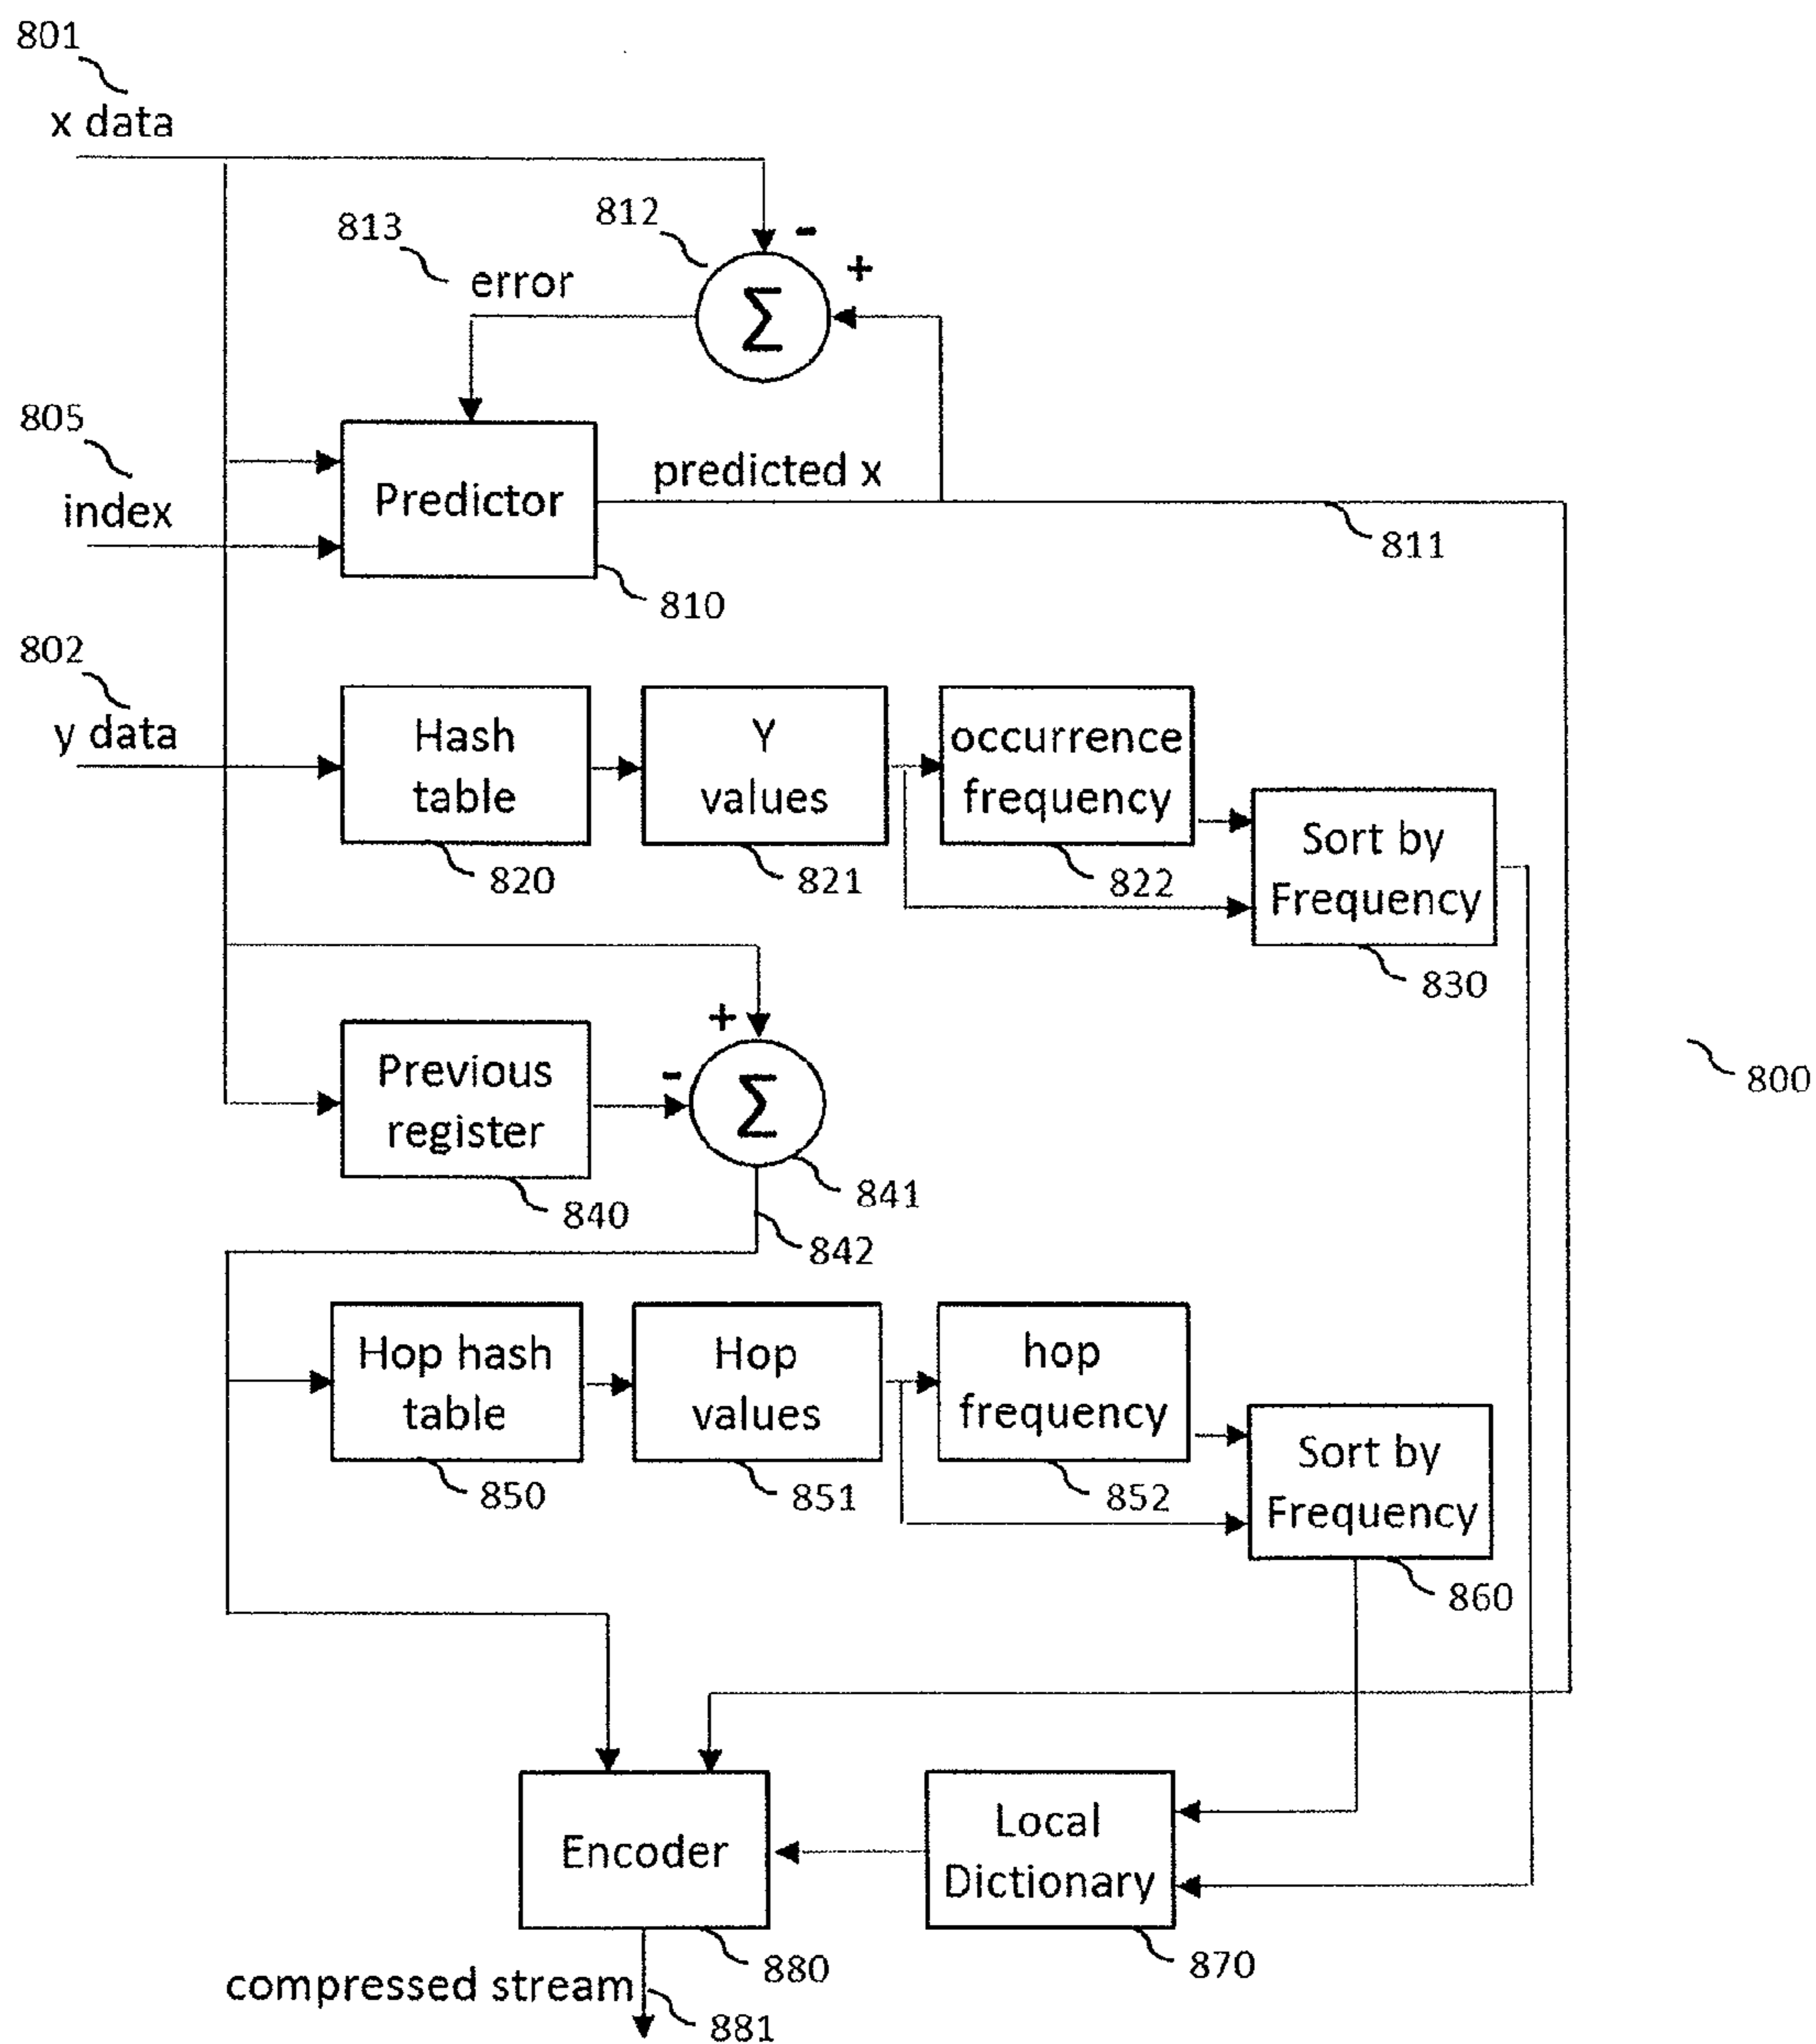 801
x data
813
812
-
+
error
Σ
805
index
Predictor
predicted x
811
810
802
y data
Hash
table
820
Y
values
821
occurrence
frequency
822
Sort by
Frequency
830
800
Previous
register
840
+
-
Σ
841
842
Hop hash
table
850
Hop
values
851
hop
frequency
852
Sort by
Frequency
860
Encoder
880
Local
Dictionary
870
compressed stream
881